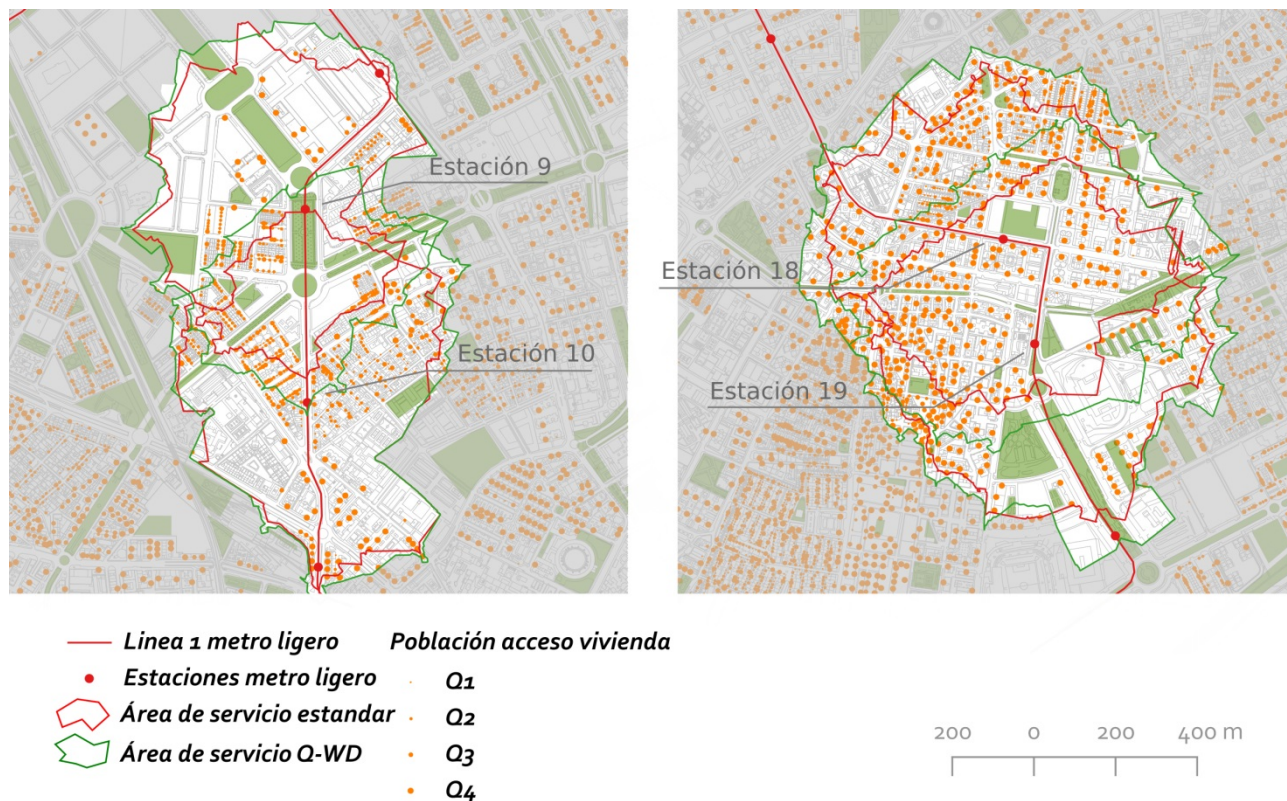 Estación 9
Estación 10
Estación 18
Estación 19
Linea 1 metro ligero
Estaciones metro ligero
Área de servicio estandar
Área de servicio Q-WD
Población acceso vivienda
Q1
Q2
Q3
Q4
200 0 200 400 m